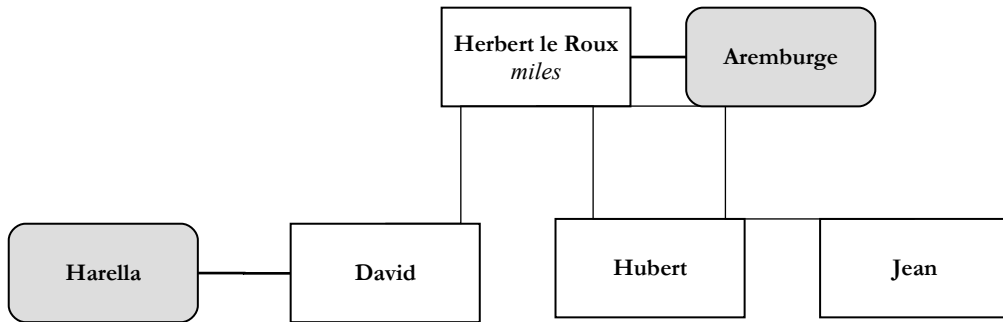 Herbert le Roux
miles
Aremburge
Harella
David
Hubert
Jean